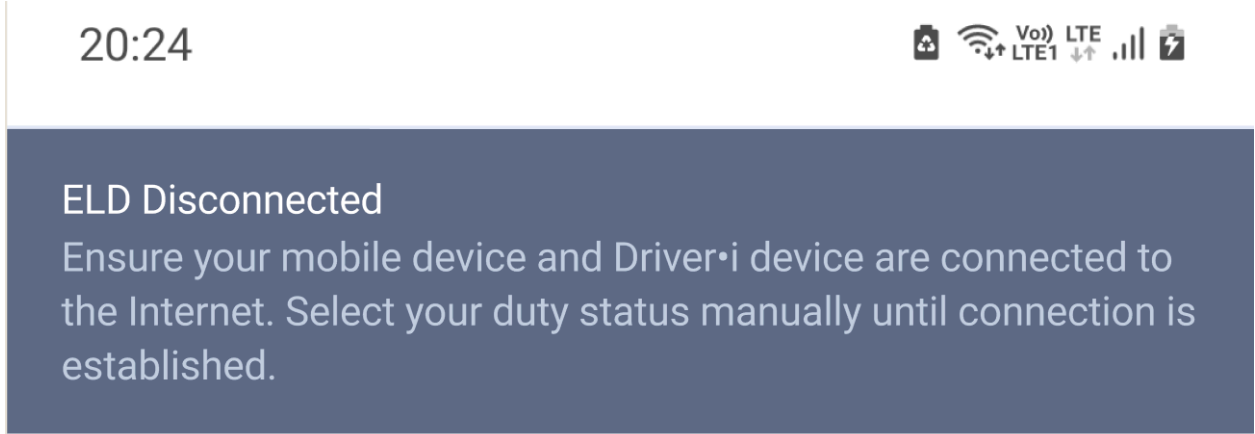 20:24
Vo)) LTE
LTE1
ELD Disconnected
Ensure your mobile device and Driver•i device are connected to
the Internet. Select your duty status manually until connection is
established.